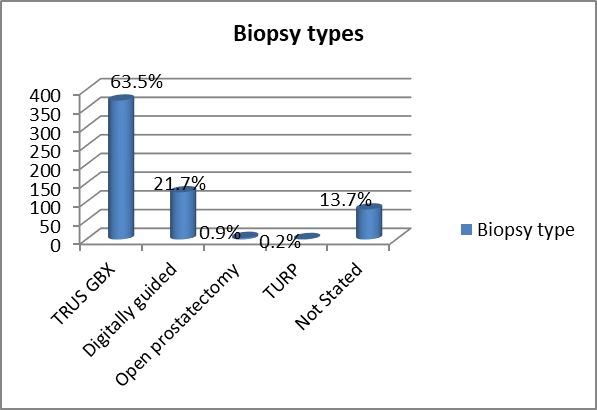 Biopsy types
63.5%
400
350
300
250
200
150
100
50
0
21.7%
0.9%
0.2%
13.7%
TRUS GBX
Digitally guided
Open prostatectomy
TURP
Not Stated
Biopsy type